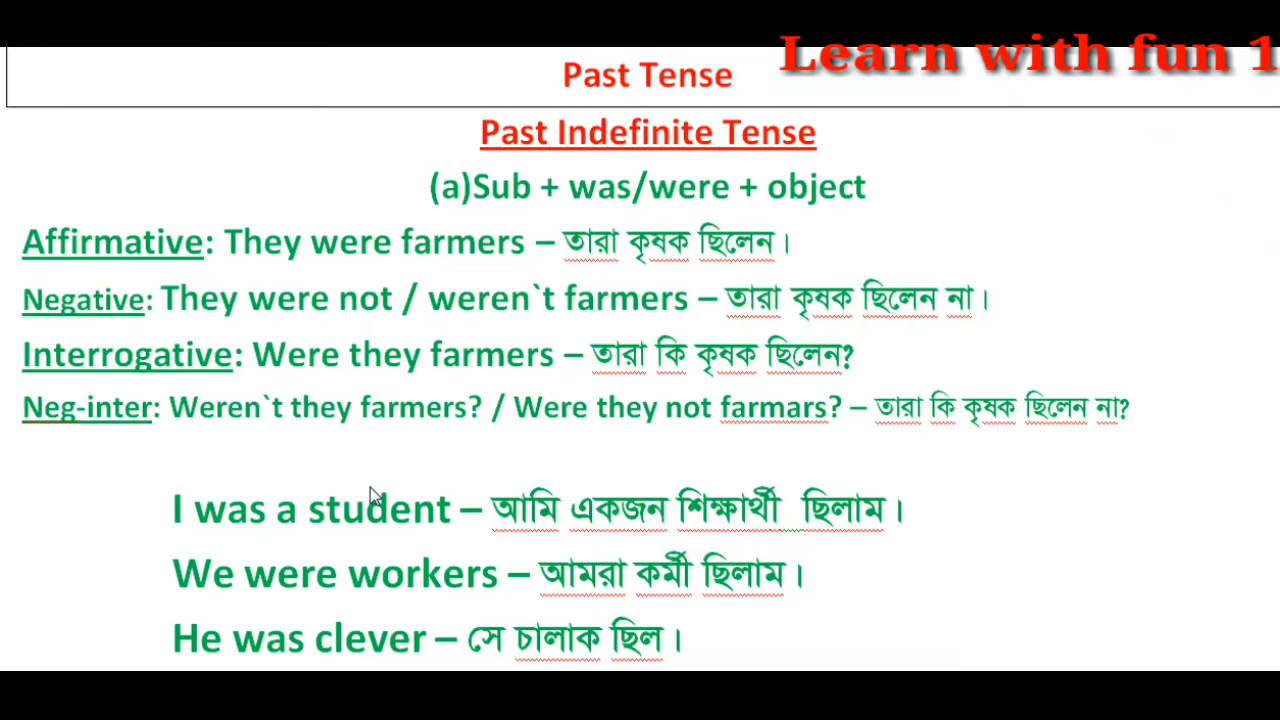 Learn with fun 1
Past Tense
Past Indefinite Tense
(a)Sub + was/were + object
Affirmative: They were farmers – তারা কৃষক ছিলেন।
Negative: They were not / weren`t farmers – তারা কৃষক ছিলেন না।
Interrogative: Were they farmers – তারা কি কৃষক ছিলেন?
Neg-inter: Weren`t they farmers? / Were they not farmars? – তারা কি কৃষক ছিলেন না?
I was a student – আমি একজন শিক্ষার্থী ছিলাম।
We were workers – আমরা কর্মী ছিলাম।
He was clever – সে চালাক ছিল।